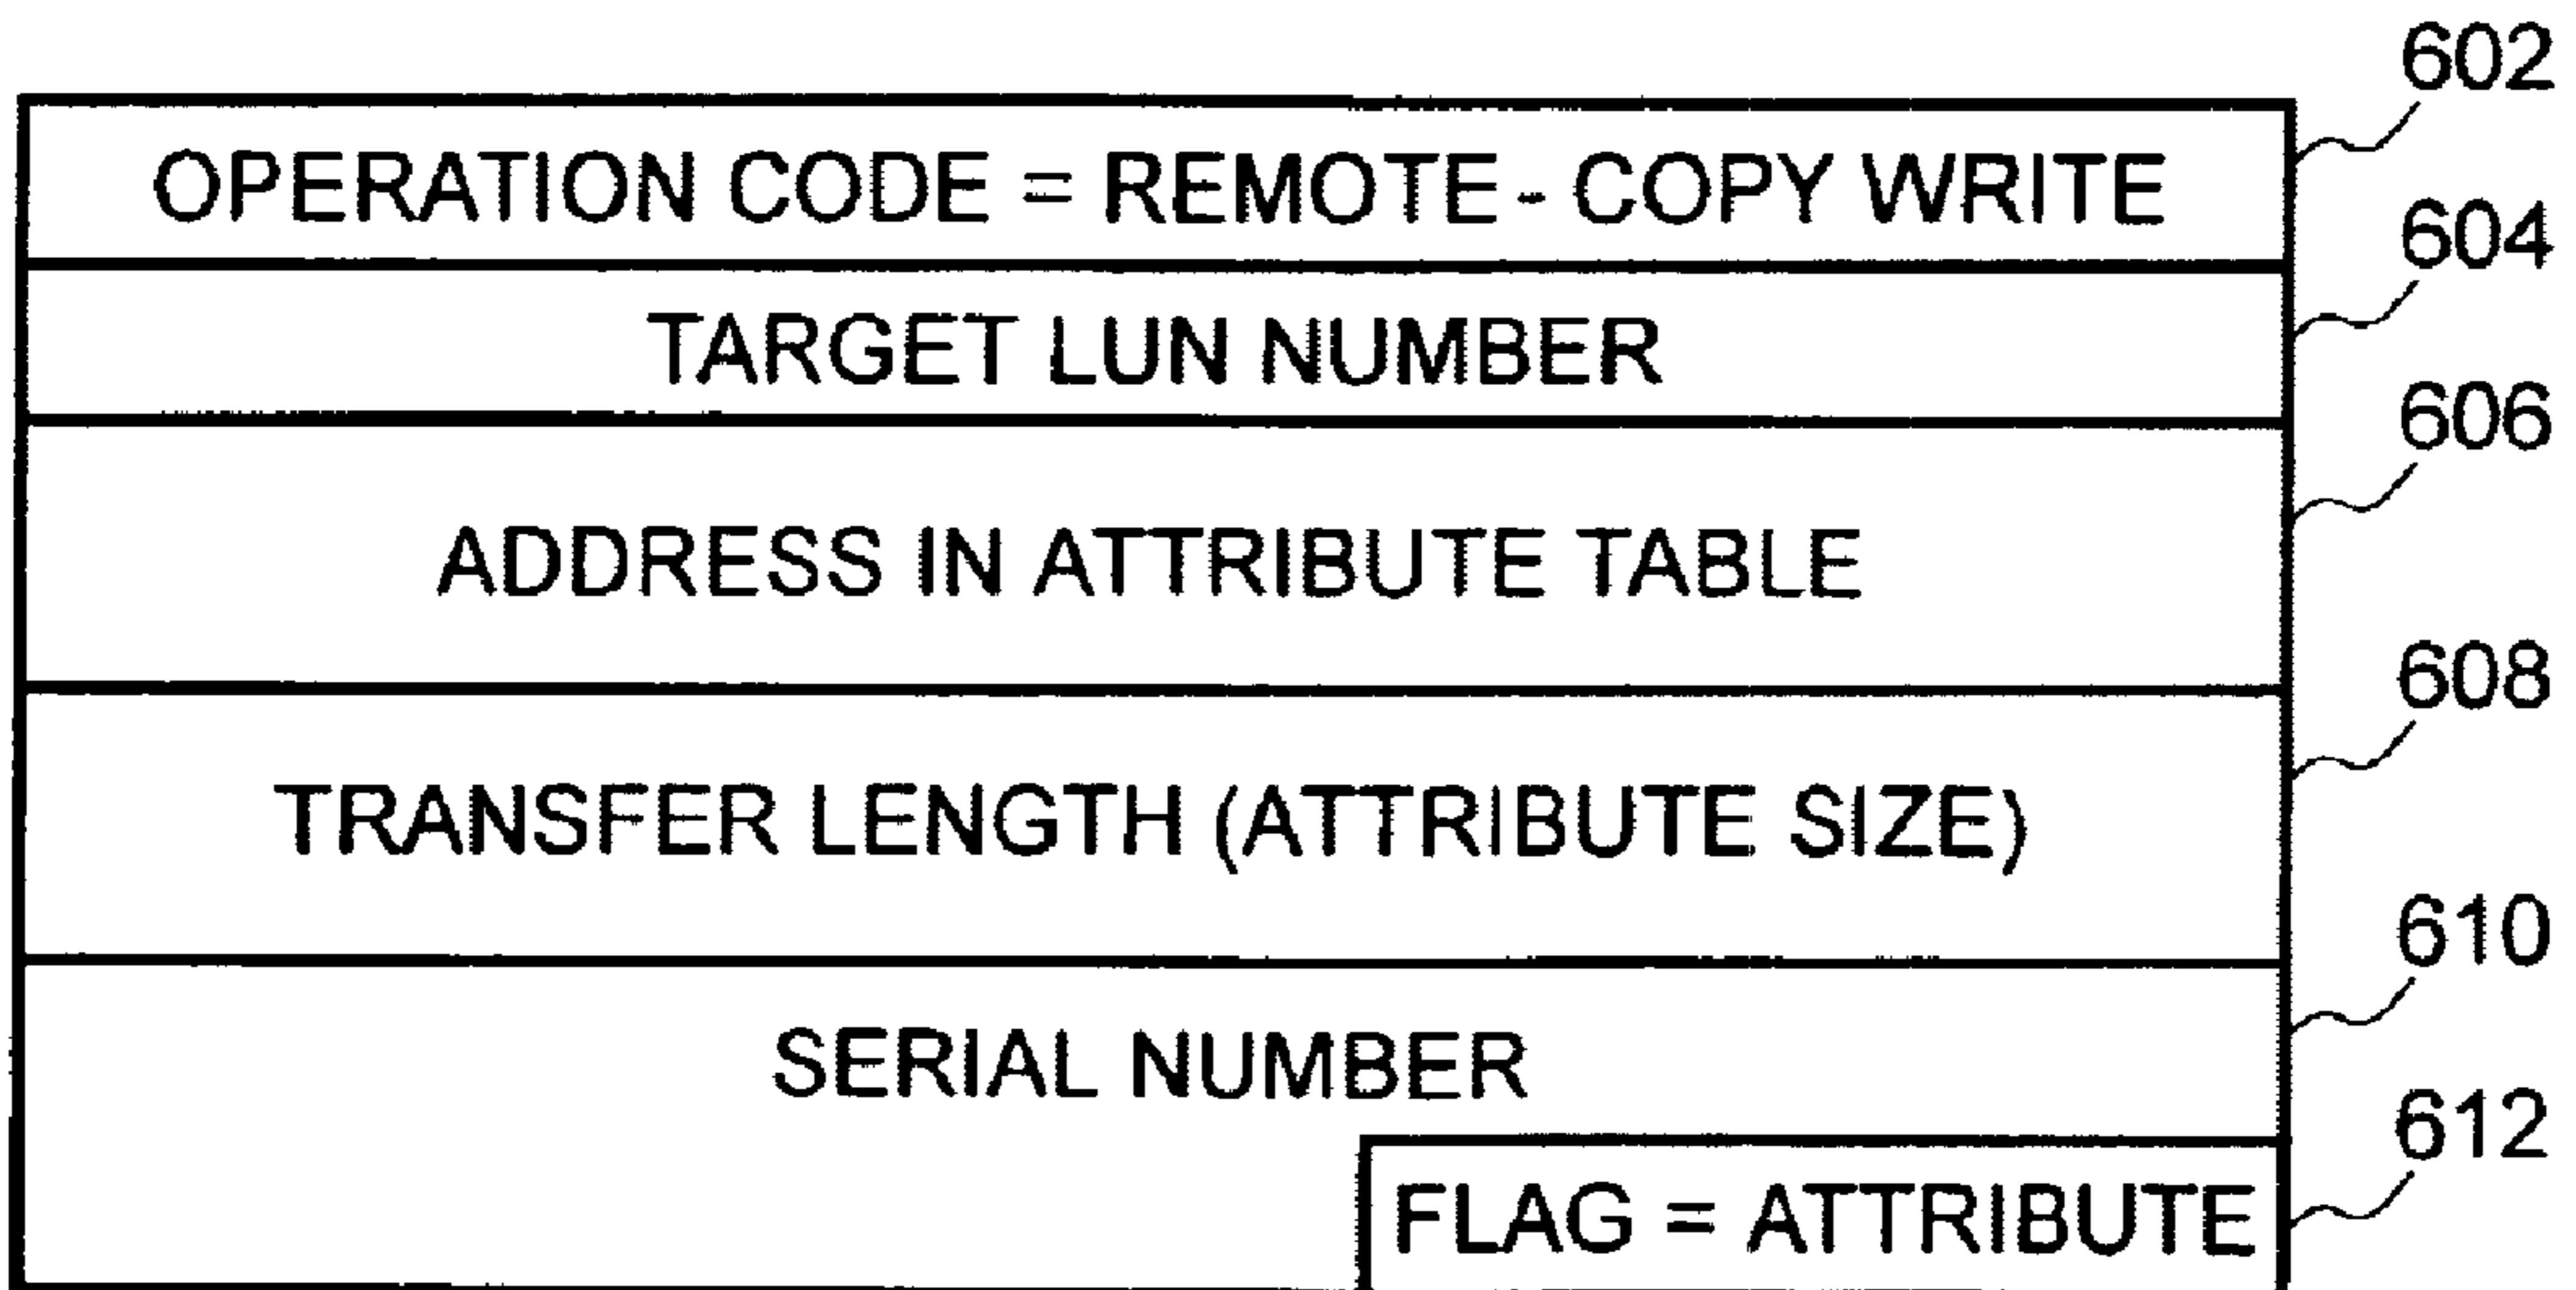 602
OPERATION CODE = REMOTE - COPY WRITE
604
TARGET LUN NUMBER
606
ADDRESS IN ATTRIBUTE TABLE
608
TRANSFER LENGTH (ATTRIBUTE SIZE)
610
SERIAL NUMBER
612
FLAG = ATTRIBUTE